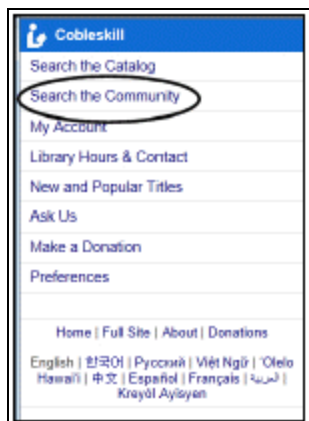 Cobleskill
Search the Catalog
Search the Community
My Account
Library Hours & Contact
New and Popular Titles
Ask Us
Make a Donation
Preferences
Home | Full Site | About | Donations
English | 한국어 | Русский | Việt Ngữ | ‘Olelo
Hawai'i | 中文 | Español | Français | العربية |
Kreyòl Ayisyen